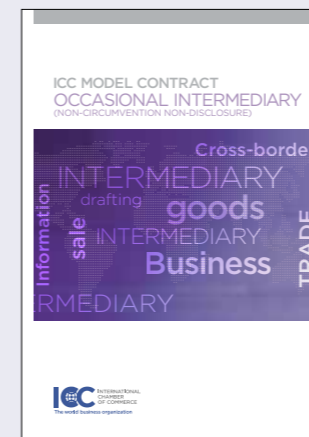 ICC MODEL CONTRACT
OCCASIONAL INTERMEDIARY
(NON-CIRCUMVENTION NON-DISCLOSURE)
Cross-borde
INTERMEDIARY
drafting
goods
Information
sale
INTERMEDIARY
Business
TRADE
RMEDIARY
ICC
INTERNATIONAL
CHAMBER
OF COMMERCE
The world business organization